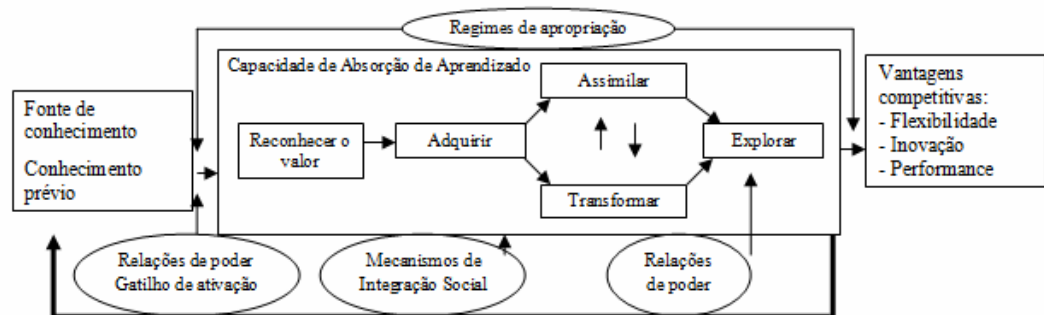 Regimes de apropriação
Capacidade de Absorção de Aprendizado
Fonte de
conhecimento
Conhecimento
prévio
Reconhecer o
valor
Adquirir
Assimilar
Transformar
Explorar
Vantagens
competitivas:
- Flexibilidade
- Inovação
- Performance
Relações de poder
Gatilho de ativação
Mecanismos de
Integração Social
Relações
de poder